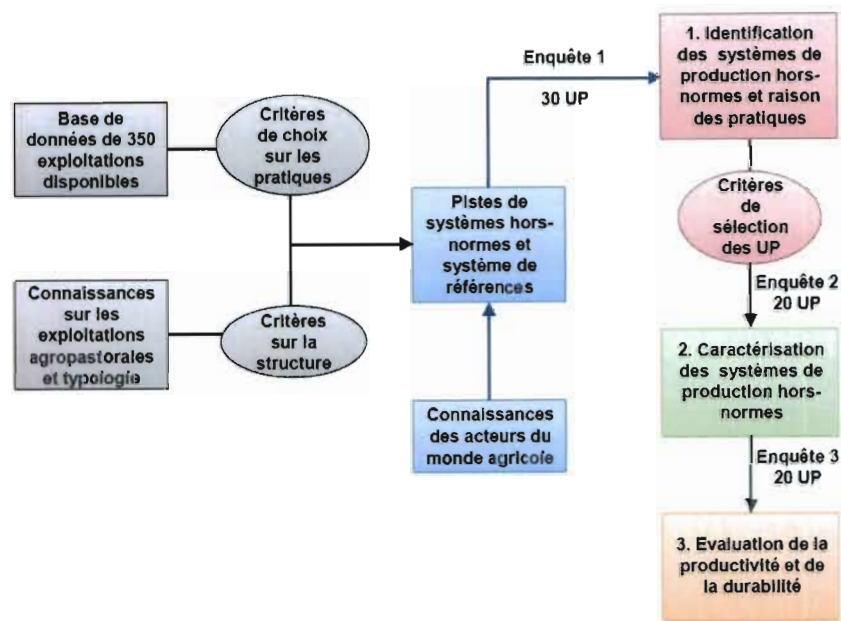 Base de
données de 350
exploitations
disponibles
Critères
de choix
sur les
pratiques
Connaissances
sur les
exploitations
agropastorales
et typologie
Critères
sur la
structure
Pistes de
systèmes hors-
normes et
système de
références
Connaissances
des acteurs du
monde agricole
Enquête 1
30 UP
1. Identification
des systèmes de
production hors-
normes et raison
des pratiques
Critères
de
sélection
des UP
Enquête 2
20 UP
2. Caractérisation
des systèmes de
production hors-
normes
Enquête 3
20 UP
3. Evaluation de la
productivité et de
la durabilité